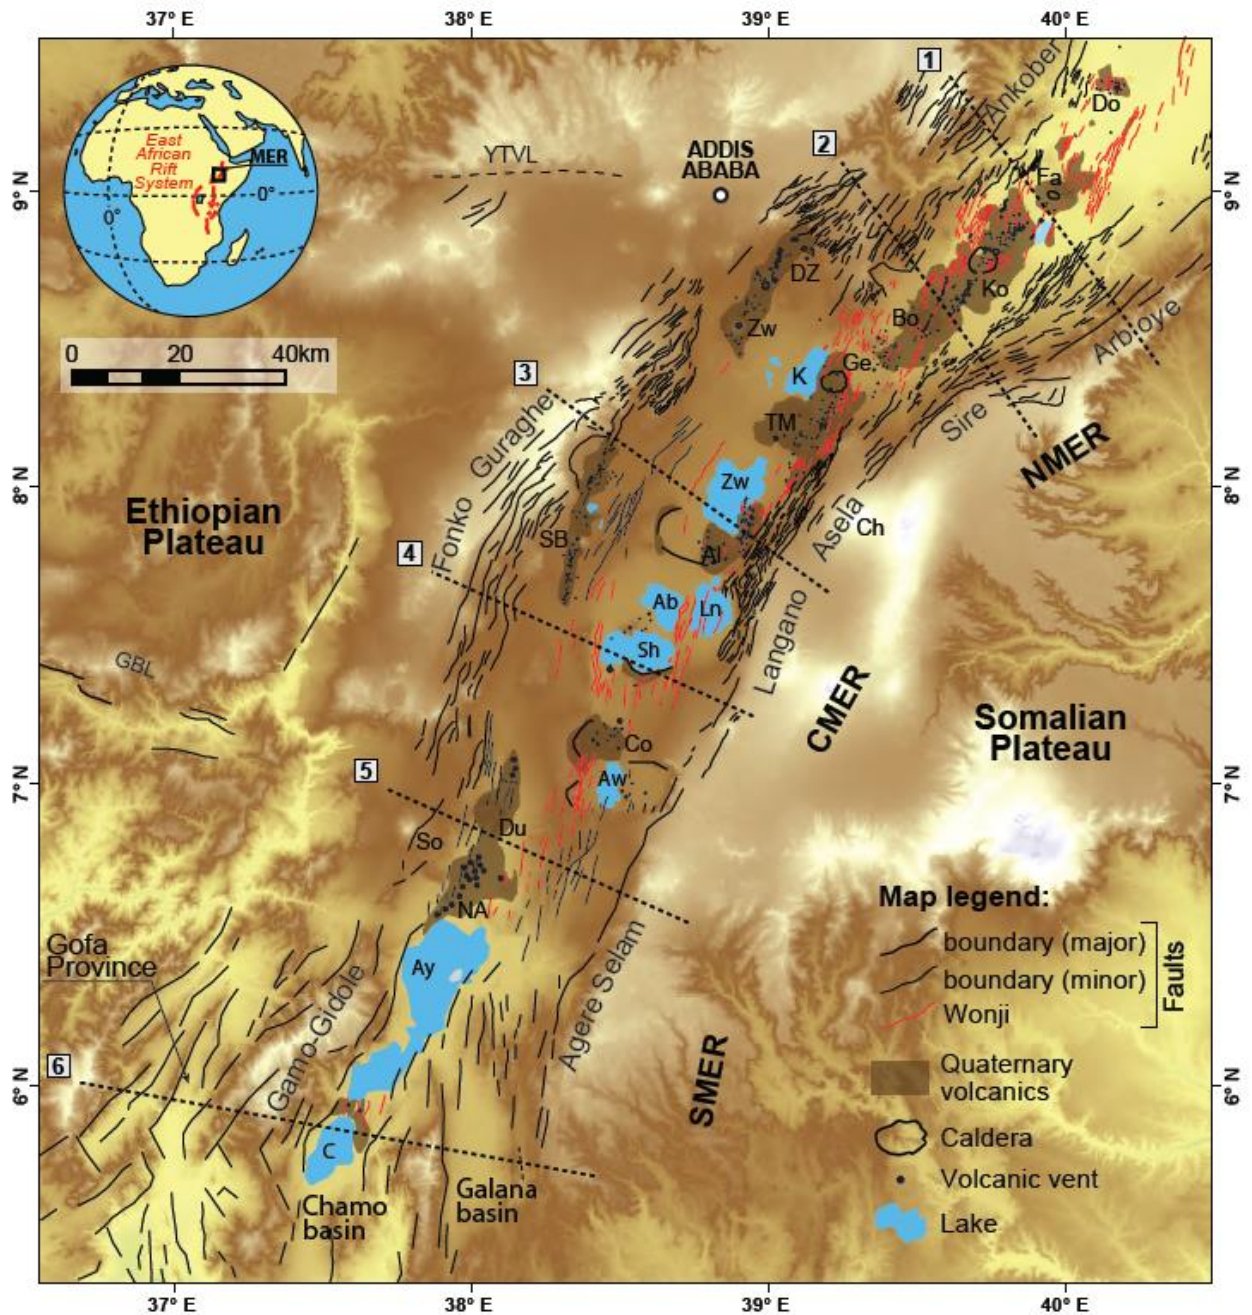 37° E
38° E
39° E
40° E
1
Ankober
Do
East
African
Rift
System
MER
0°
0°
YTVL
ADDIS
ABABA
2
Fa
9° N
9° N
DZ
Ko
Zw
Bo
Arboye
0
20
40km
3
K
Ge
TM
Sire
Guraghe
NMER
8° N
8° N
Zw
Ethiopian
Plateau
SB
Asela
Ch
Al
4
Fonko
Ab
Ln
Langano
Sh
GBL
CMER
Somalian
Plateau
Co
5
7° N
7° N
Aw
So
Du
NA
Map legend:
boundary (major)
boundary (minor)
Wonji
Faults
Gofa
Province
Ay
Gamo-Gidole
Agere Selam
SMER
Quaternary
volcanics
6
6° N
6° N
Caldera
C
Volcanic vent
Chamo
basin
Galana
basin
Lake
37° E
38° E
39° E
40° E